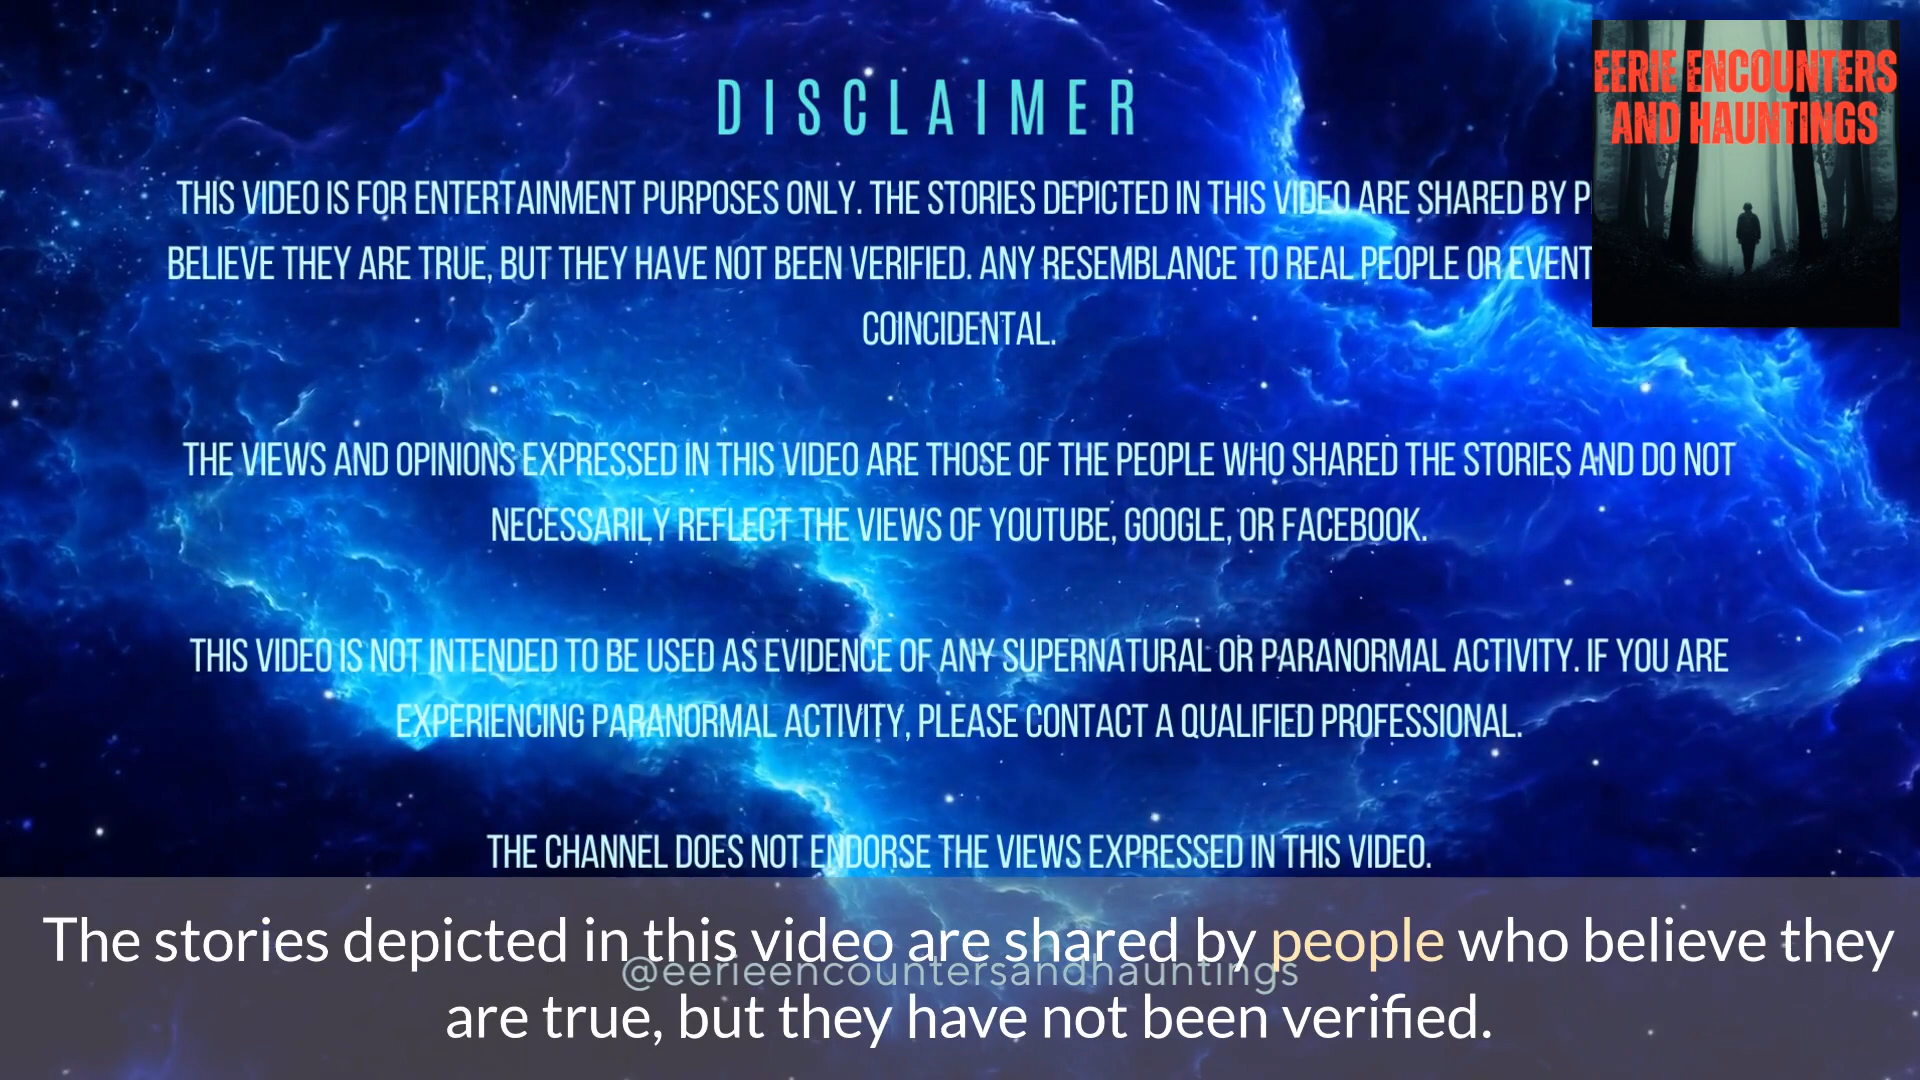 DISCLAIMER
EERIE ENCOUNTERS
AND HAUNTINGS
THIS VIDEO IS FOR ENTERTAINMENT PURPOSES ONLY. THE STORIES DEPICTED IN THIS VIDEO ARE SHARED BY
BELIEVE THEY ARE TRUE, BUT THEY HAVE NOT BEEN VERIFIED. ANY RESEMBLANCE TO REAL PEOPLE OR EVENT
COINCIDENTAL.
THE VIEWS AND OPINIONS EXPRESSED IN THIS VIDEO ARE THOSE OF THE PEOPLE WHO SHARED THE STORIES AND DO NOT
NECESSARILY REFLECT THE VIEWS OF YOUTUBE, GOOGLE, OR FACEBOOK.
THIS VIDEO IS NOT INTENDED TO BE USED AS EVIDENCE OF ANY SUPERNATURAL OR PARANORMAL ACTIVITY. IF YOU ARE
EXPERIENCING PARANORMAL ACTIVITY, PLEASE CONTACT A QUALIFIED PROFESSIONAL.
THE CHANNEL DOES NOT ENDORSE THE VIEWS EXPRESSED IN THIS VIDEO.
The stories depicted in this video are shared by people who believe they
@eerieencountersandhauntings
are true, but they have not been verified.